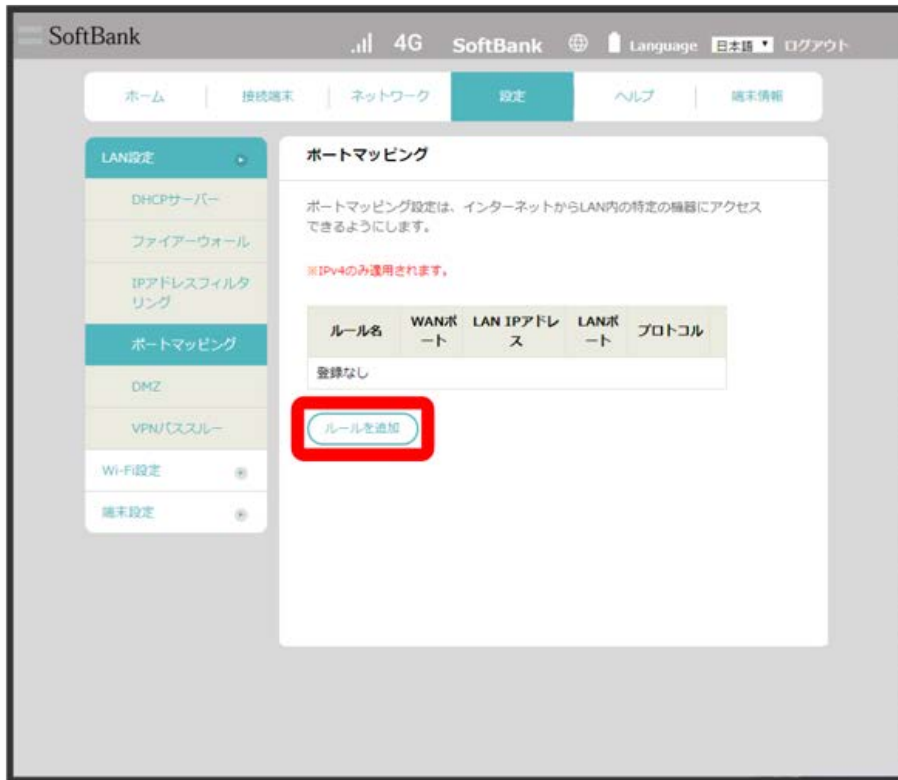 SoftBank
4G SoftBank Language 日本語 ログアウト
ホーム 接続端末 ネットワーク 設定 ヘルプ 端末情報
LAN設定
DHCPサーバー
ファイアーウォール
IPアドレスフィルタ
リング
ポートマッピング
DMZ
VPNパススルー
Wi-Fi設定
端末設定
ポートマッピング
ポートマッピング設定は、インターネットからLAN内の特定の機器にアクセス
できるようにします。
※IPv4のみ適用されます。
ルール名 WANポ LAN IPアドレ LANポ プロトコル
ート ス ート
登録なし
ルールを追加